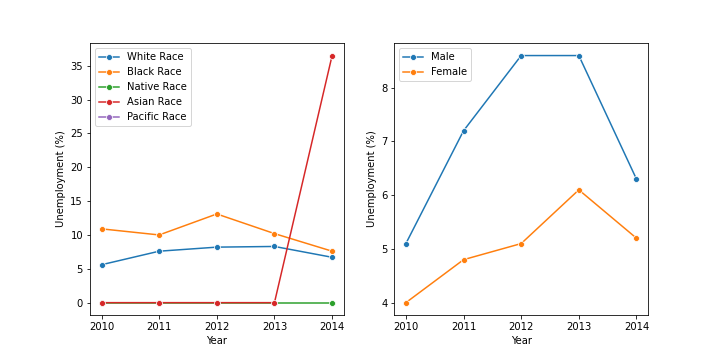 White Race
Black Race
Native Race
Asian Race
Pacific Race
35
30
25
20
15
10
5
0
Unemployment (%)
2010 2011 2012 2013 2014
Year
Male
Female
8
7
6
5
4
Unemployment (%)
2010 2011 2012 2013 2014
Year